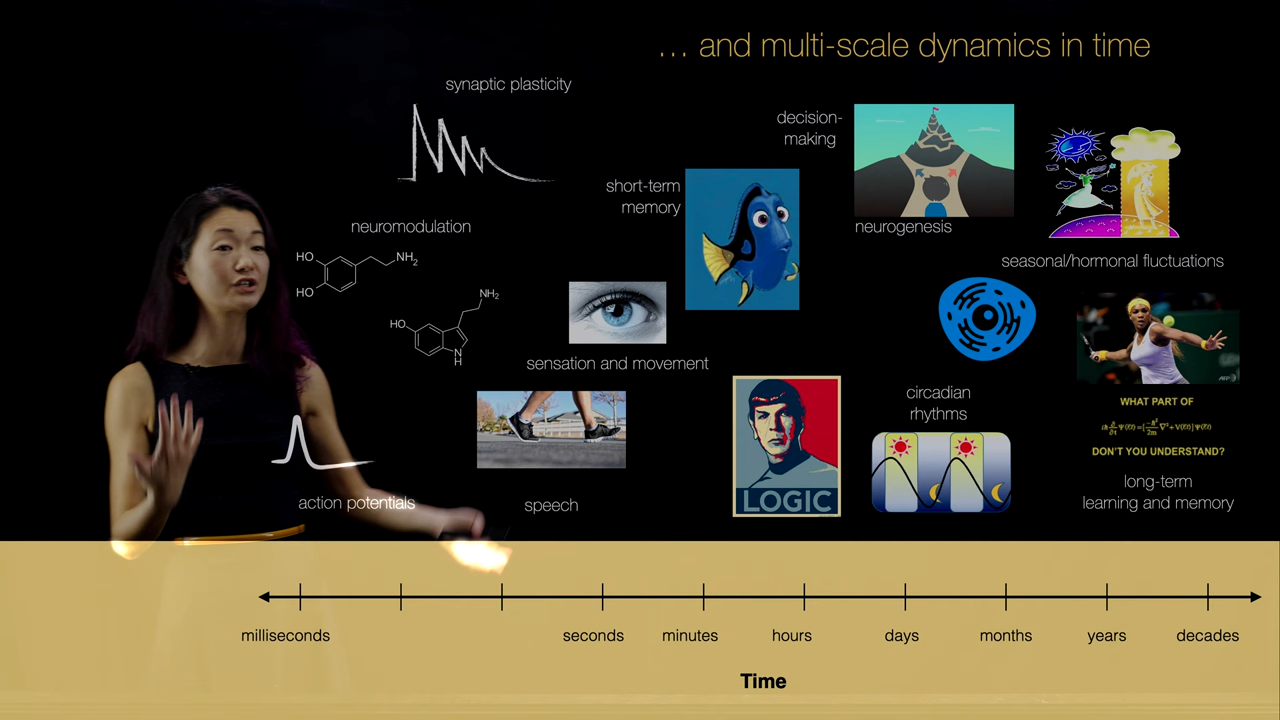 … and multi-scale dynamics in time
synaptic plasticity
decision-
making
short-term
memory
neuromodulation
neurogenesis
HO
NH2
HO
seasonal/hormonal fluctuations
NH2
HO
N
H
sensation and movement
circadian
rhythms
WHAT PART OF
DON'T YOU UNDERSTAND?
LOGIC
long-term
learning and memory
action potentials
speech
milliseconds
seconds
minutes
hours
days
months
years
decades
Time